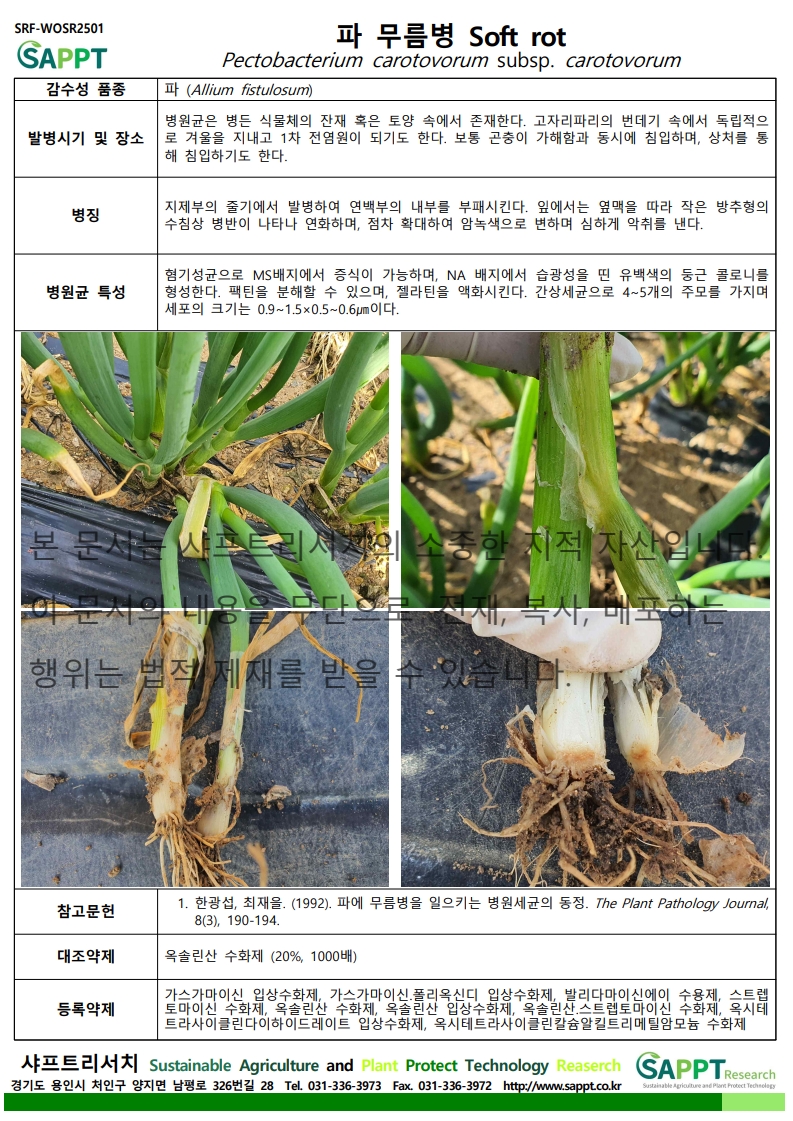 SRF-WOSR2501
SAPPT
파 무름병 Soft rot
Pectobacterium carotovorum subsp. carotovorum
감수성 품종
파 (Allium fistulosum)
발병시기 및 장소
병원균은 병든 식물체의 잔재 혹은 토양 속에서 존재한다. 고자리파리의 번데기 속에서 독립적으
로 겨울을 지내고 1차 전염원이 되기도 한다. 보통 곤충이 가해함과 동시에 침입하며, 상처를 통
해 침입하기도 한다.
병징
지제부의 줄기에서 발병하여 연백부의 내부를 부패시킨다. 잎에서는 옆맥을 따라 작은 방추형의
수침상 병반이 나타나 연화하며, 점차 확대하여 암녹색으로 변하며 심하게 악취를 낸다.
병원균 특성
혐기성균으로 MS배지에서 증식이 가능하며, NA 배지에서 습광성을 띤 유백색의 둥근 콜로니를
형성한다. 팩틴을 분해할 수 있으며, 젤라틴을 액화시킨다. 간상세균으로 4~5개의 주모를 가지며
세포의 크기는 0.9~1.5×0.5~0.6㎛이다.
본 문서는 샤프트리서치의 소중한 지적 자산입니다.
이 문서의 내용을 무단으로 전재, 복사, 배포하는
행위는 법적 제재를 받을 수 있습니다.
참고문헌
1. 한광섭, 최재을. (1992). 파에 무름병을 일으키는 병원세균의 동정. The Plant Pathology Journal,
8(3), 190-194.
대조약제
옥솔린산 수화제 (20%, 1000배)
등록약제
가스가마이신 입상수화제, 가스가마이신.폴리옥신디 입상수화제, 발리다마이신에이 수용제, 스트렙
토마이신 수화제, 옥솔린산 수화제, 옥솔린산 입상수화제, 옥솔린산.스트렙토마이신 수화제, 옥시테
트라사이클린다이하이드레이트 입상수화제, 옥시테트라사이클린칼슘알킬트리메틸암모늄 수화제
샤프트리서치 Sustainable Agriculture and Plant Protect Technology Reaserch
경기도 용인시 처인구 양지면 남평로 326번길 28 Tel. 031-336-3973 Fax. 031-336-3972 http://www.sappt.co.kr
SAPPT Research
Sustainable Agriculture and Plant Protect Technology